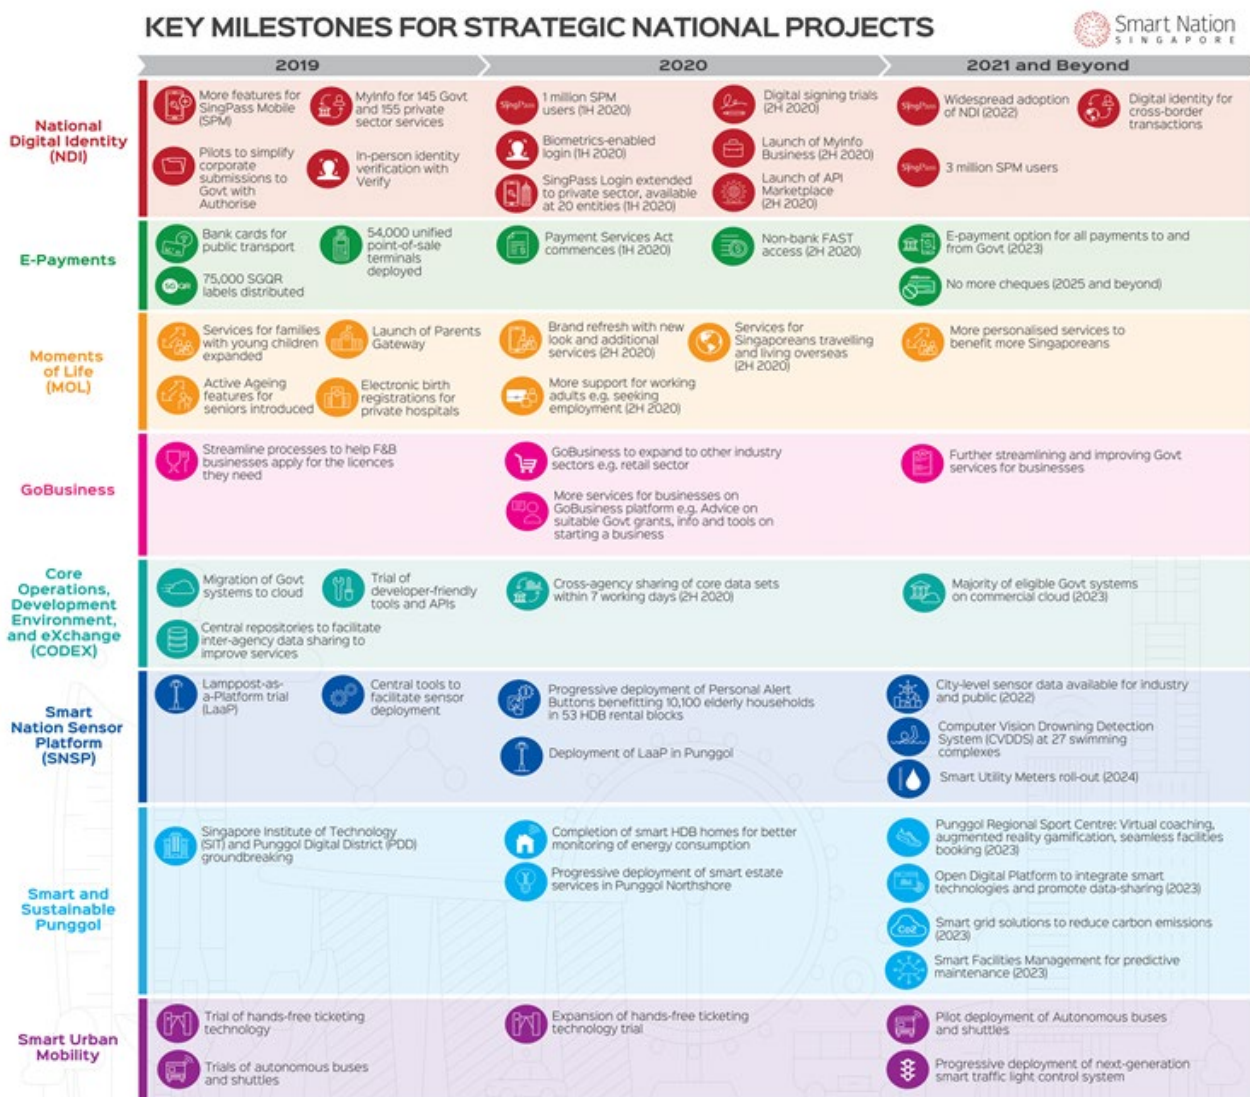 KEY MILESTONES FOR STRATEGIC NATIONAL PROJECTS
Smart Nation
SINGAPORE
2019
2020
2021 and Beyond
National
Digital Identity
(NDI)
More features for
SingPass Mobile
(SPM)
MyInfo for 145 Govt
and 155 private
sector services
Pilots to simplify
corporate
submissions to
Govt with
Authorise
In-person identity
verification with
Verify
SingPass
1 million SPM
users (1H 2020)
Digital signing trials
(2H 2020)
Biometrics-enabled
login (1H 2020)
Launch of MyInfo
Business (2H 2020)
SingPass Login extended
to private sector, available
at 20 entities (1H 2020)
Launch of API
Marketplace
(2H 2020)
SingPass
Widespread adoption
of NDI (2022)
Digital identity for
cross-border
transactions
SingPass
3 million SPM users
E-Payments
Bank cards for
public transport
54,000 unified
point-of-sale
terminals
deployed
SGQR
75,000 SGQR
labels distributed
Payment Services Act
commences (1H 2020)
Non-bank FAST
access (2H 2020)
E-payment option for all payments to and
from Govt (2023)
No more cheques (2025 and beyond)
Moments
of Life
(MOL)
Services for families
with young children
expanded
Launch of Parents
Gateway
Active Ageing
features for
seniors introduced
Electronic birth
registrations for
private hospitals
Brand refresh with new
look and additional
services (2H 2020)
Services for
Singaporeans travelling
and living overseas
(2H 2020)
More support for working
adults e.g. seeking
employment (2H 2020)
More personalised services to
benefit more Singaporeans
GoBusiness
Streamline processes to help F&B
businesses apply for the licences
they need
GoBusiness to expand to other industry
sectors e.g. retail sector
More services for businesses on
GoBusiness platform e.g. Advice on
suitable Govt grants, info and tools on
starting a business
Further streamlining and improving Govt
services for businesses
Core
Operations,
Development
Environment,
and eXchange
(CODEX)
Migration of Govt
systems to cloud
Trial of
developer-friendly
tools and APIs
Central repositories to facilitate
inter-agency data sharing to
improve services
Cross-agency sharing of core data sets
within 7 working days (2H 2020)
Majority of eligible Govt systems
on commercial cloud (2023)
Smart
Nation Sensor
Platform
(SNSP)
Lamppost-as-
a-Platform trial
(LaaP)
Central tools to
facilitate sensor
deployment
Progressive deployment of Personal Alert
Buttons benefitting 10,100 elderly households
in 53 HDB rental blocks
Deployment of LaaP in Punggol
City-level sensor data available for industry
and public (2022)
Computer Vision Drowning Detection
System (CVDDS) at 27 swimming
complexes
Smart Utility Meters roll-out (2024)
Smart and
Sustainable
Punggol
Singapore Institute of Technology
(SIT) and Punggol Digital District (PDD)
groundbreaking
Completion of smart HDB homes for better
monitoring of energy consumption
Progressive deployment of smart estate
services in Punggol Northshore
Punggol Regional Sport Centre: Virtual coaching,
augmented reality gamification, seamless facilities
booking (2023)
Open Digital Platform to integrate smart
technologies and promote data-sharing (2023)
Co2
Smart grid solutions to reduce carbon emissions
(2023)
Smart Facilities Management for predictive
maintenance (2023)
Smart Urban
Mobility
Trial of hands-free ticketing
technology
Trials of autonomous buses
and shuttles
Expansion of hands-free ticketing
technology trial
Pilot deployment of Autonomous buses
and shuttles
Progressive deployment of next-generation
smart traffic light control system